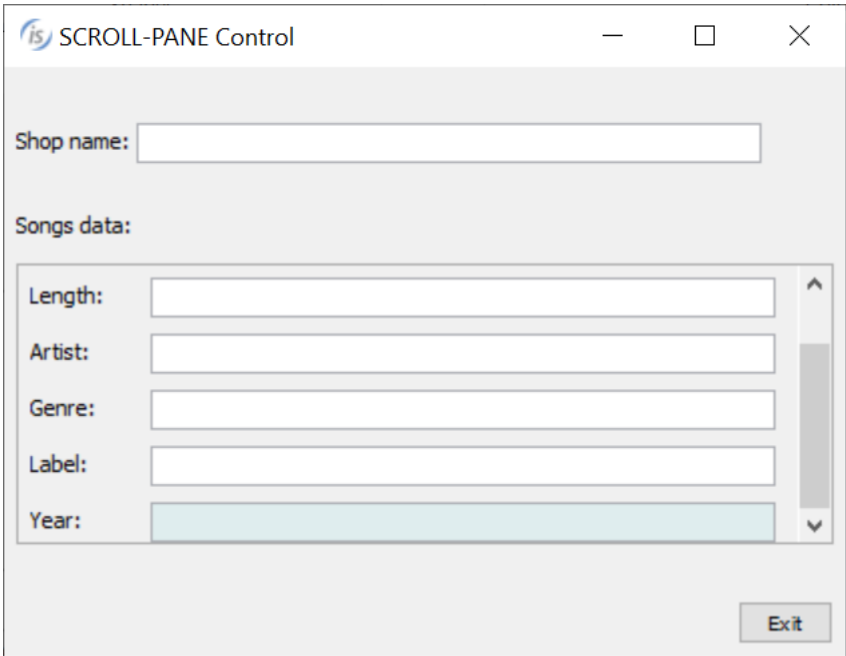 is SCROLL-PANE Control
Shop name:
Songs data:
Length:
Artist:
Genre:
Label:
Year:
Exit